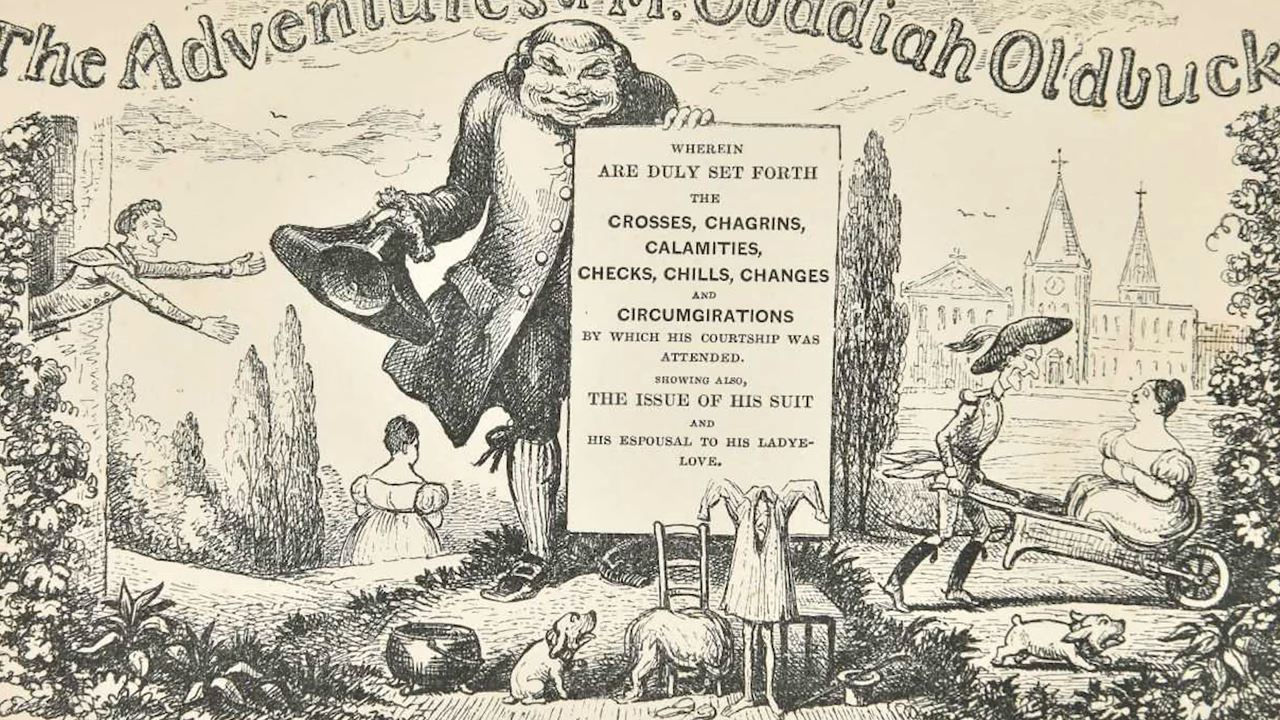 The Adventures of Mr. Obadiah Oldbuck
WHEREIN
ARE DULY SET FORTH
THE
CROSSES, CHAGRINS,
CALAMITIES,
CHECKS, CHILLS, CHANGES
AND
CIRCUMGIRATIONS
BY WHICH HIS COURTSHIP WAS
ATTENDED.
SHOWING ALSO,
THE ISSUE OF HIS SUIT
AND
HIS ESPOUSAL TO HIS LADYE-
LOVE.